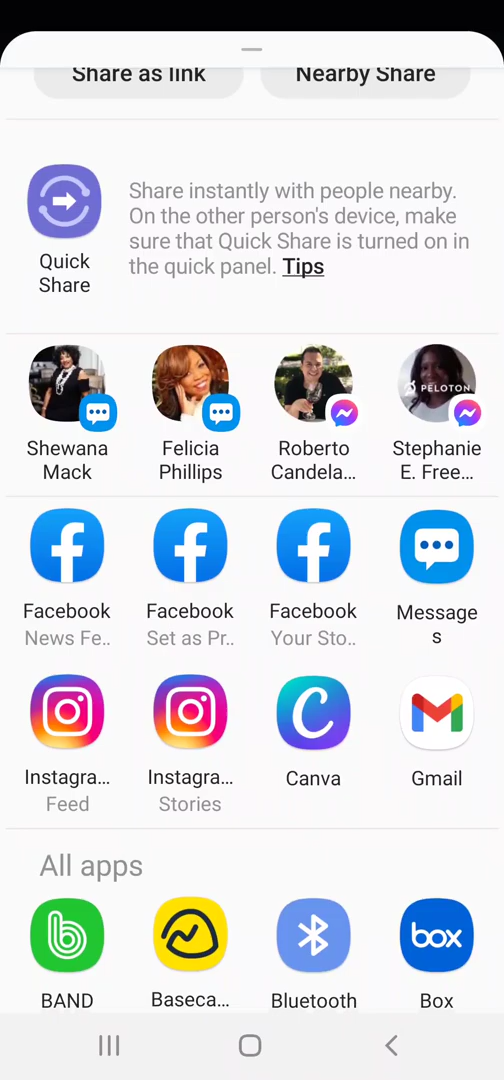 Share as link
Nearby Share
Share instantly with people nearby.
On the other person's device, make
sure that Quick Share is turned on in
the quick panel. Tips
Quick
Share
PELOTON
Shewana
Mack
Felicia
Phillips
Roberto
Candela...
Stephanie
E. Free...
Facebook
News Fe..
Facebook
Set as Pr..
Facebook
Your Sto..
Message
s
Instagra...
Feed
Instagra...
Stories
Canva
Gmail
All apps
box
BAND
Baseca...
Bluetooth
Box